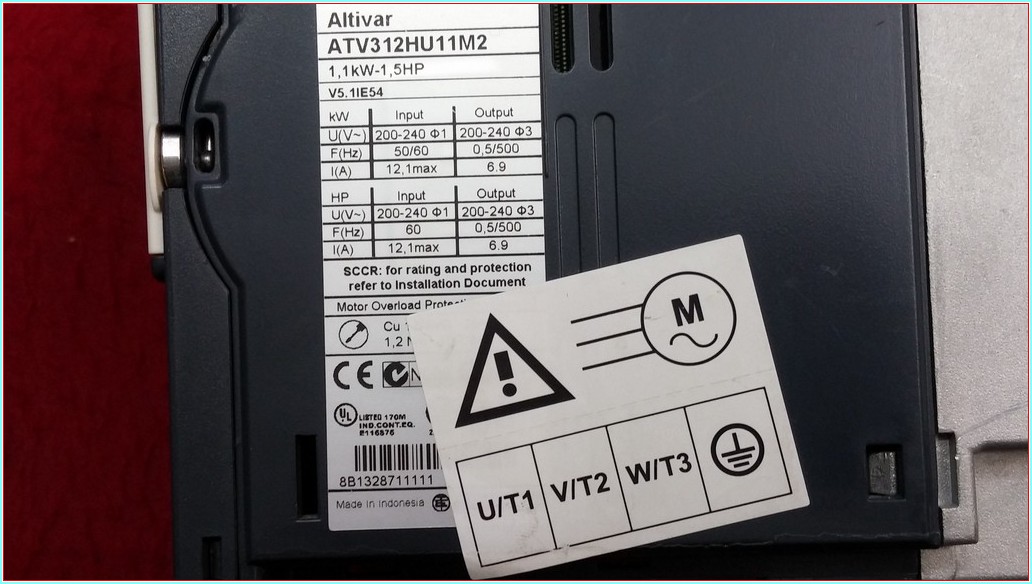 Altivar
ATV312HU11M2
1,1kW-1,5HP
V5.1IE54
kW Input Output
U(V~) 200-240 Φ1 200-240 Φ3
F(Hz) 50/60 0,5/500
I(A) 12,1max 6.9
HP Input Output
U(V~) 200-240 Φ1 200-240 Φ3
F(Hz) 60 0,5/500
I(A) 12,1max 6.9
SCCR: for rating and protection
refer to Installation Document
Motor Overload
Cu
1,2 N
CE
UL LISTED 170M
IND.CONT.EQ.
E116875
8B1328711111
Made in Indonesia
M
U/T1 V/T2 W/T3